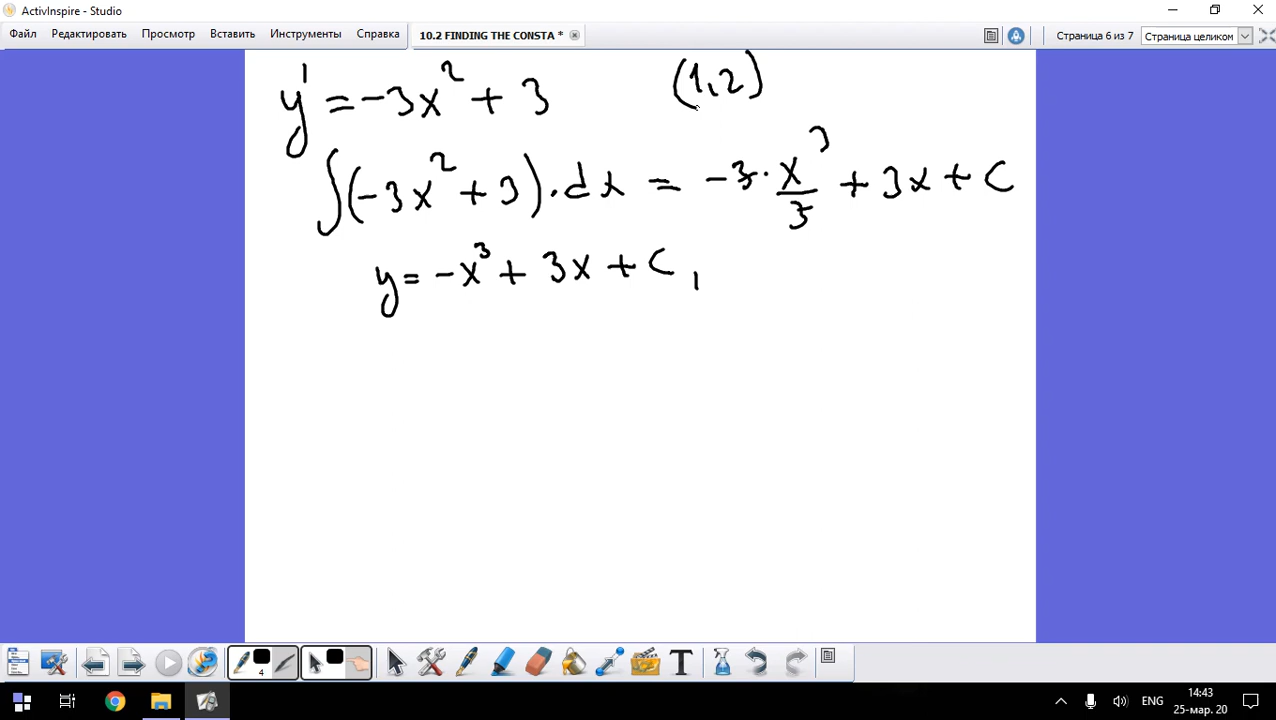 ActivInspire - Studio
Файл Редактировать Просмотр Вставить Инструменты Справка 10.2 FINDING THE CONSTA * Страница 6 из 7 Страница целиком
y' = -3x² + 3 (1,2)
∫(-3x² + 3)·dx = -3·x³/3 + 3x + C
y = -x³ + 3x + C,
4
T
ENG 14:43
25-мар. 20